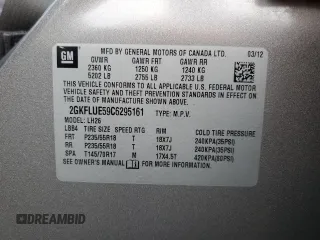 GM
MFD BY GENERAL MOTORS OF CANADA LTD.
03/12
GVWR GAWR FRT GAWR RR
2360 KG 1250 KG 1240 KG
5202 LB 2755 LB 2733 LB
THIS VEHICLE CONFORMS TO ALL APPLICABLE U.S. FEDERAL MOTOR
VEHICLE SAFETY, AND THEFT PREVENTION STANDARDS IN EFFECT ON THE
DATE OF MANUFACTURE SHOWN ABOVE.
2GKFLUE59C6295161 TYPE: M.P.V.
MODEL: LH26
LBB4 TIRE SIZE SPEED RTG RIM COLD TIRE PRESSURE
FRT P235/55R18 T 18X7J 240KPA(35PSI)
RR P235/55R18 T 18X7J 240KPA(35PSI)
SPA T145/70R17 M 17X4.5T 420KPA(60PSI)
SEE OWNER'S MANUAL
DREAMBID